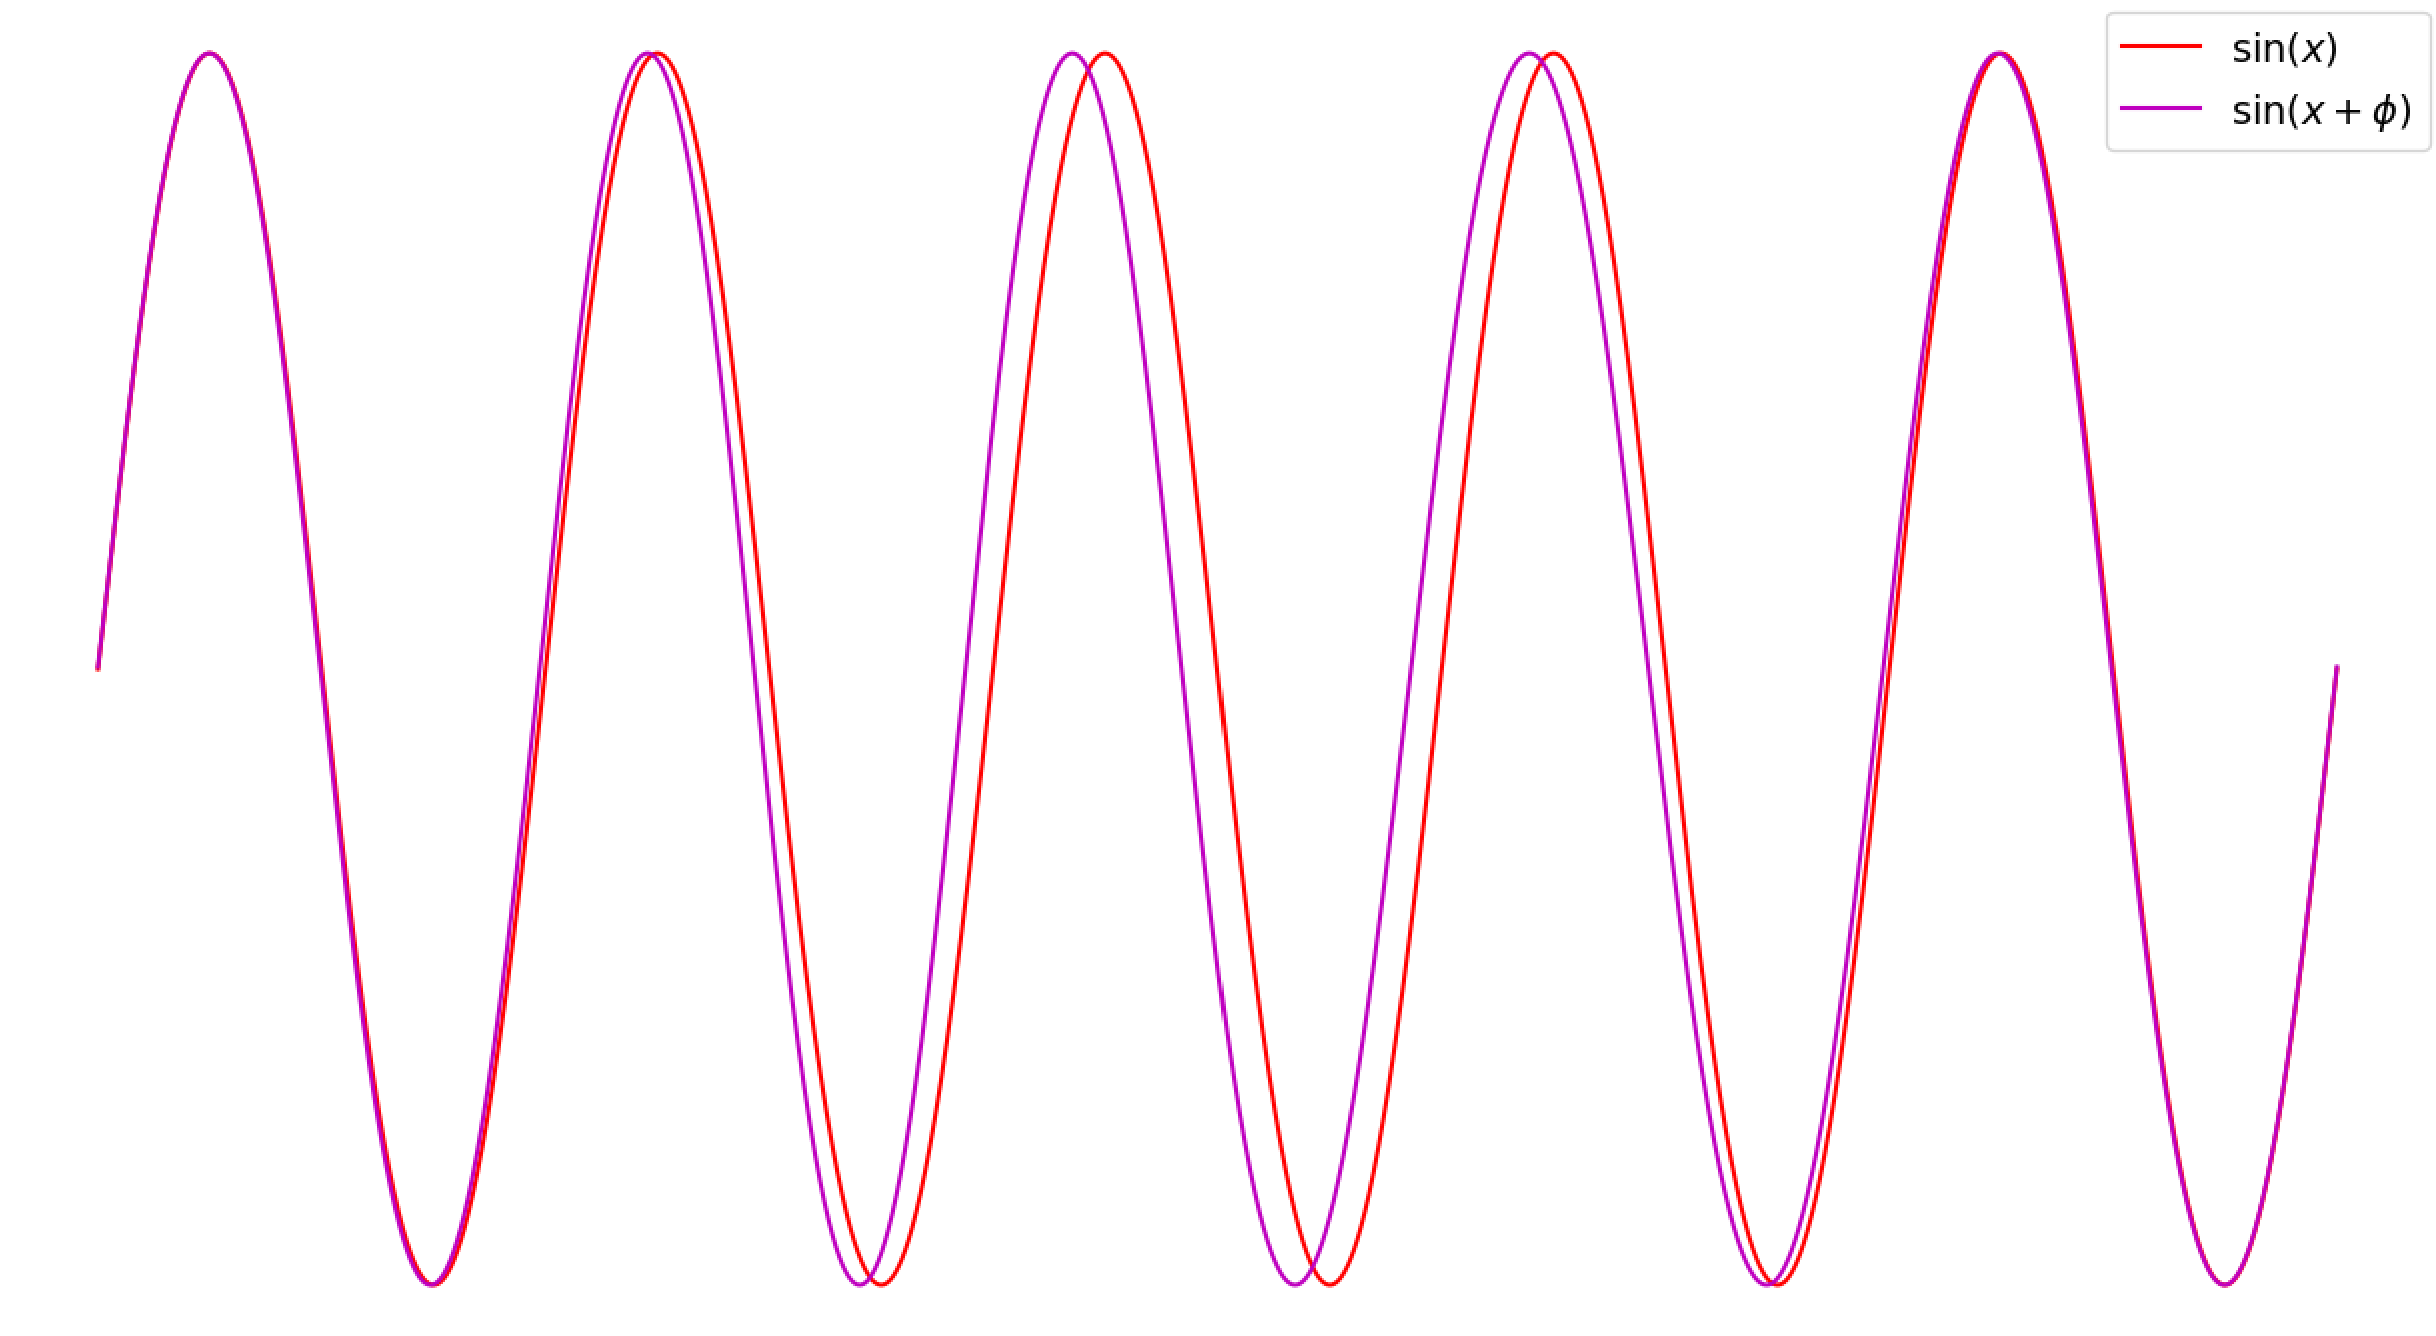 sin(x)
sin(x + ϕ)